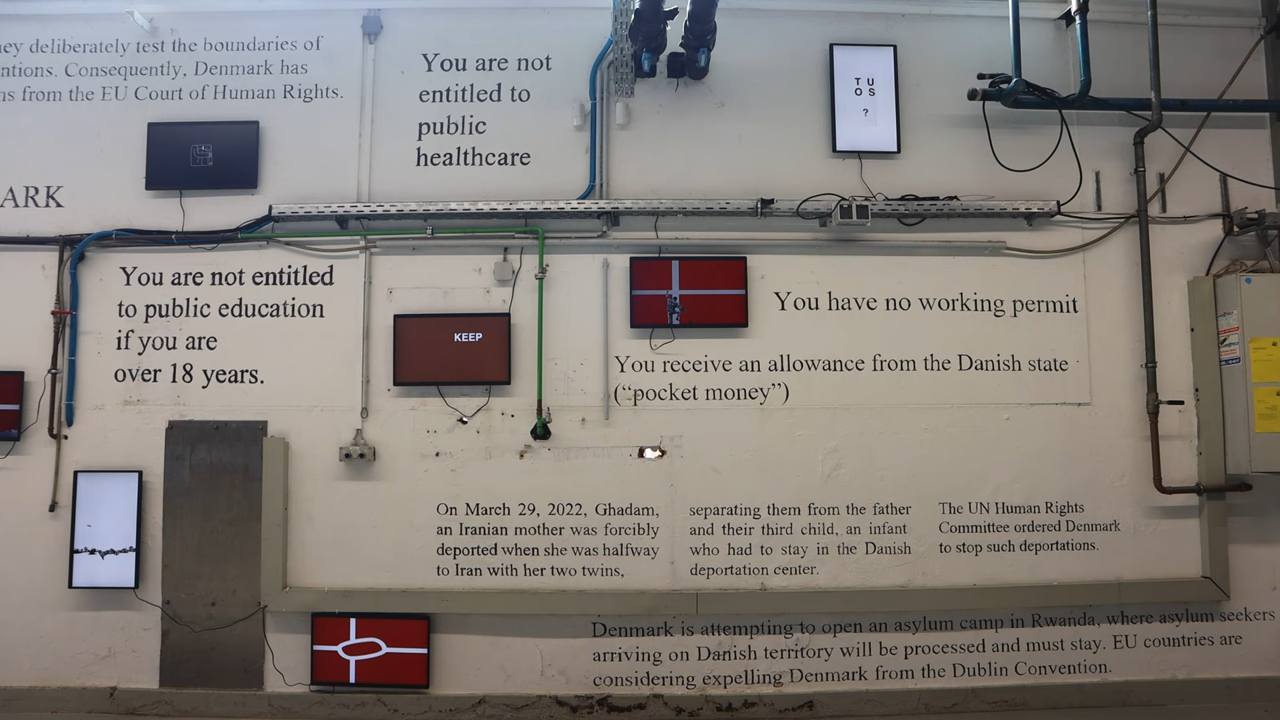 ey deliberately test the boundaries of
ntions. Consequently, Denmark has
ns from the EU Court of Human Rights.
ARK
You are not
entitled to
public
healthcare
T U
O S
?
You are not entitled
to public education
if you are
over 18 years.
KEEP
You have no working permit
You receive an allowance from the Danish state
(“pocket money”)
On March 29, 2022, Ghadam,
an Iranian mother was forcibly
deported when she was halfway
to Iran with her two twins,
separating them from the father
and their third child, an infant
who had to stay in the Danish
deportation center.
The UN Human Rights
Committee ordered Denmark
to stop such deportations.
Denmark is attempting to open an asylum camp in Rwanda, where asylum seekers
arriving on Danish territory will be processed and must stay. EU countries are
considering expelling Denmark from the Dublin Convention.